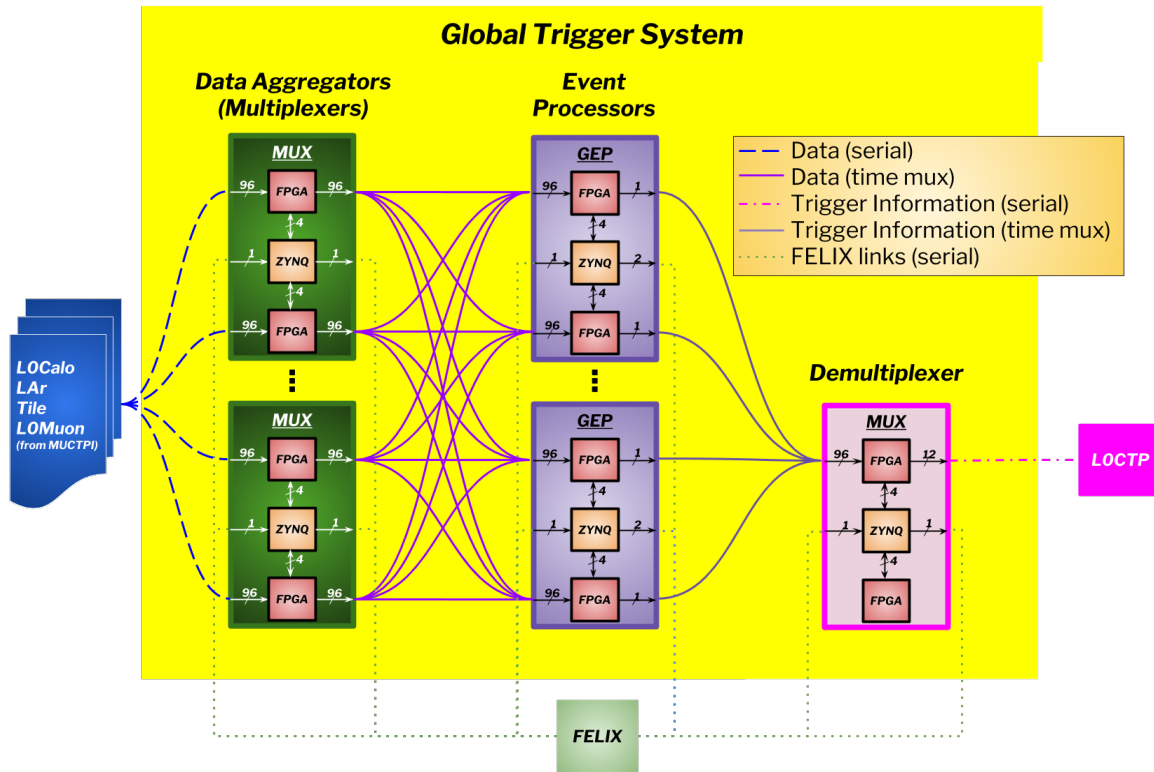 Global Trigger System
Data Aggregators
(Multiplexers)
Event
Processors
Data (serial)
Data (time mux)
Trigger Information (serial)
Trigger Information (time mux)
FELIX links (serial)
MUX
96 FPGA 96
4
1 ZYNQ 1
4
96 FPGA 96
GEP
96 FPGA 1
4
1 ZYNQ 2
4
96 FPGA 1
L0Calo
LAr
Tile
L0Muon
(from MUCTPI)
MUX
96 FPGA 96
4
1 ZYNQ 1
4
96 FPGA 96
GEP
96 FPGA 1
4
1 ZYNQ 2
4
96 FPGA 1
Demultiplexer
MUX
96 FPGA 12
4
1 ZYNQ 1
4
FPGA
L0CTP
FELIX